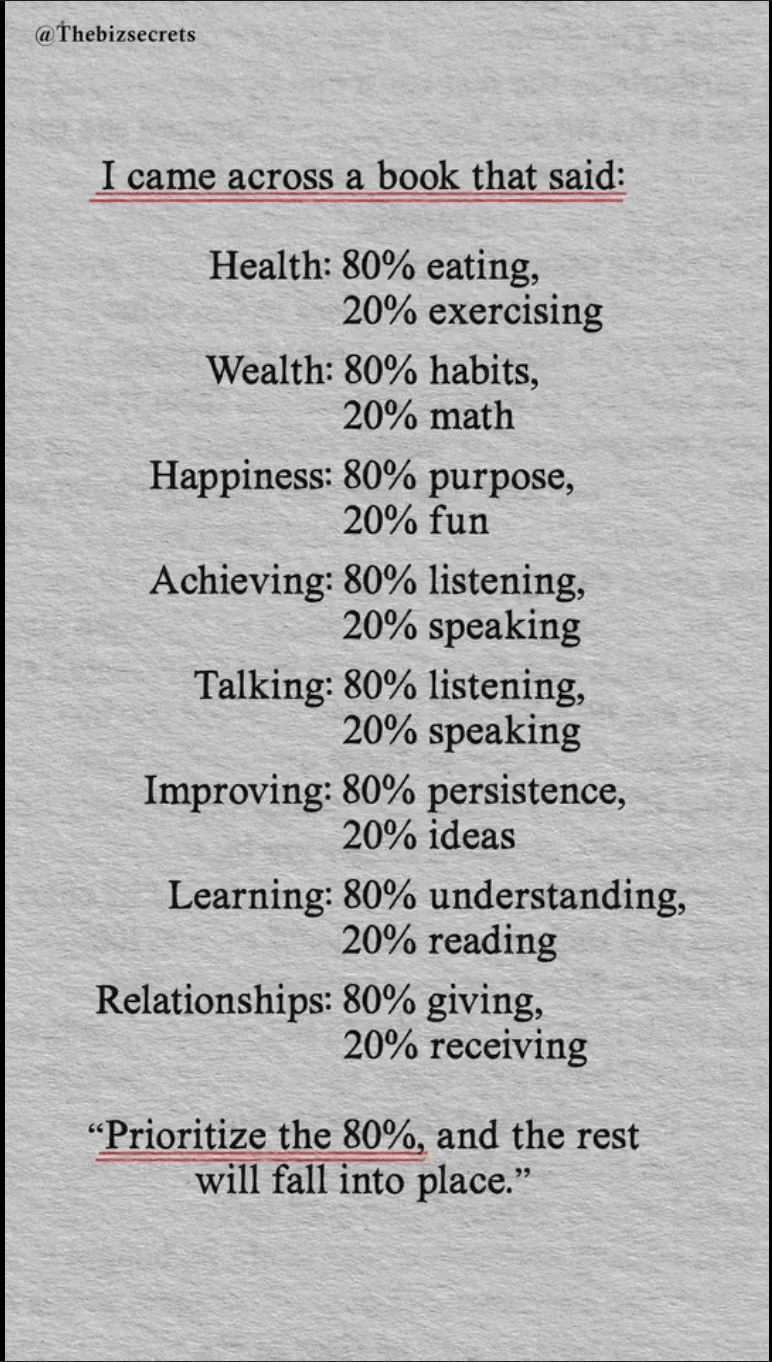 @Thebizsecrets
I came across a book that said:
Health: 80% eating,
20% exercising
Wealth: 80% habits,
20% math
Happiness: 80% purpose,
20% fun
Achieving: 80% listening,
20% speaking
Talking: 80% listening,
20% speaking
Improving: 80% persistence,
20% ideas
Learning: 80% understanding,
20% reading
Relationships: 80% giving,
20% receiving
“Prioritize the 80%, and the rest
will fall into place.”